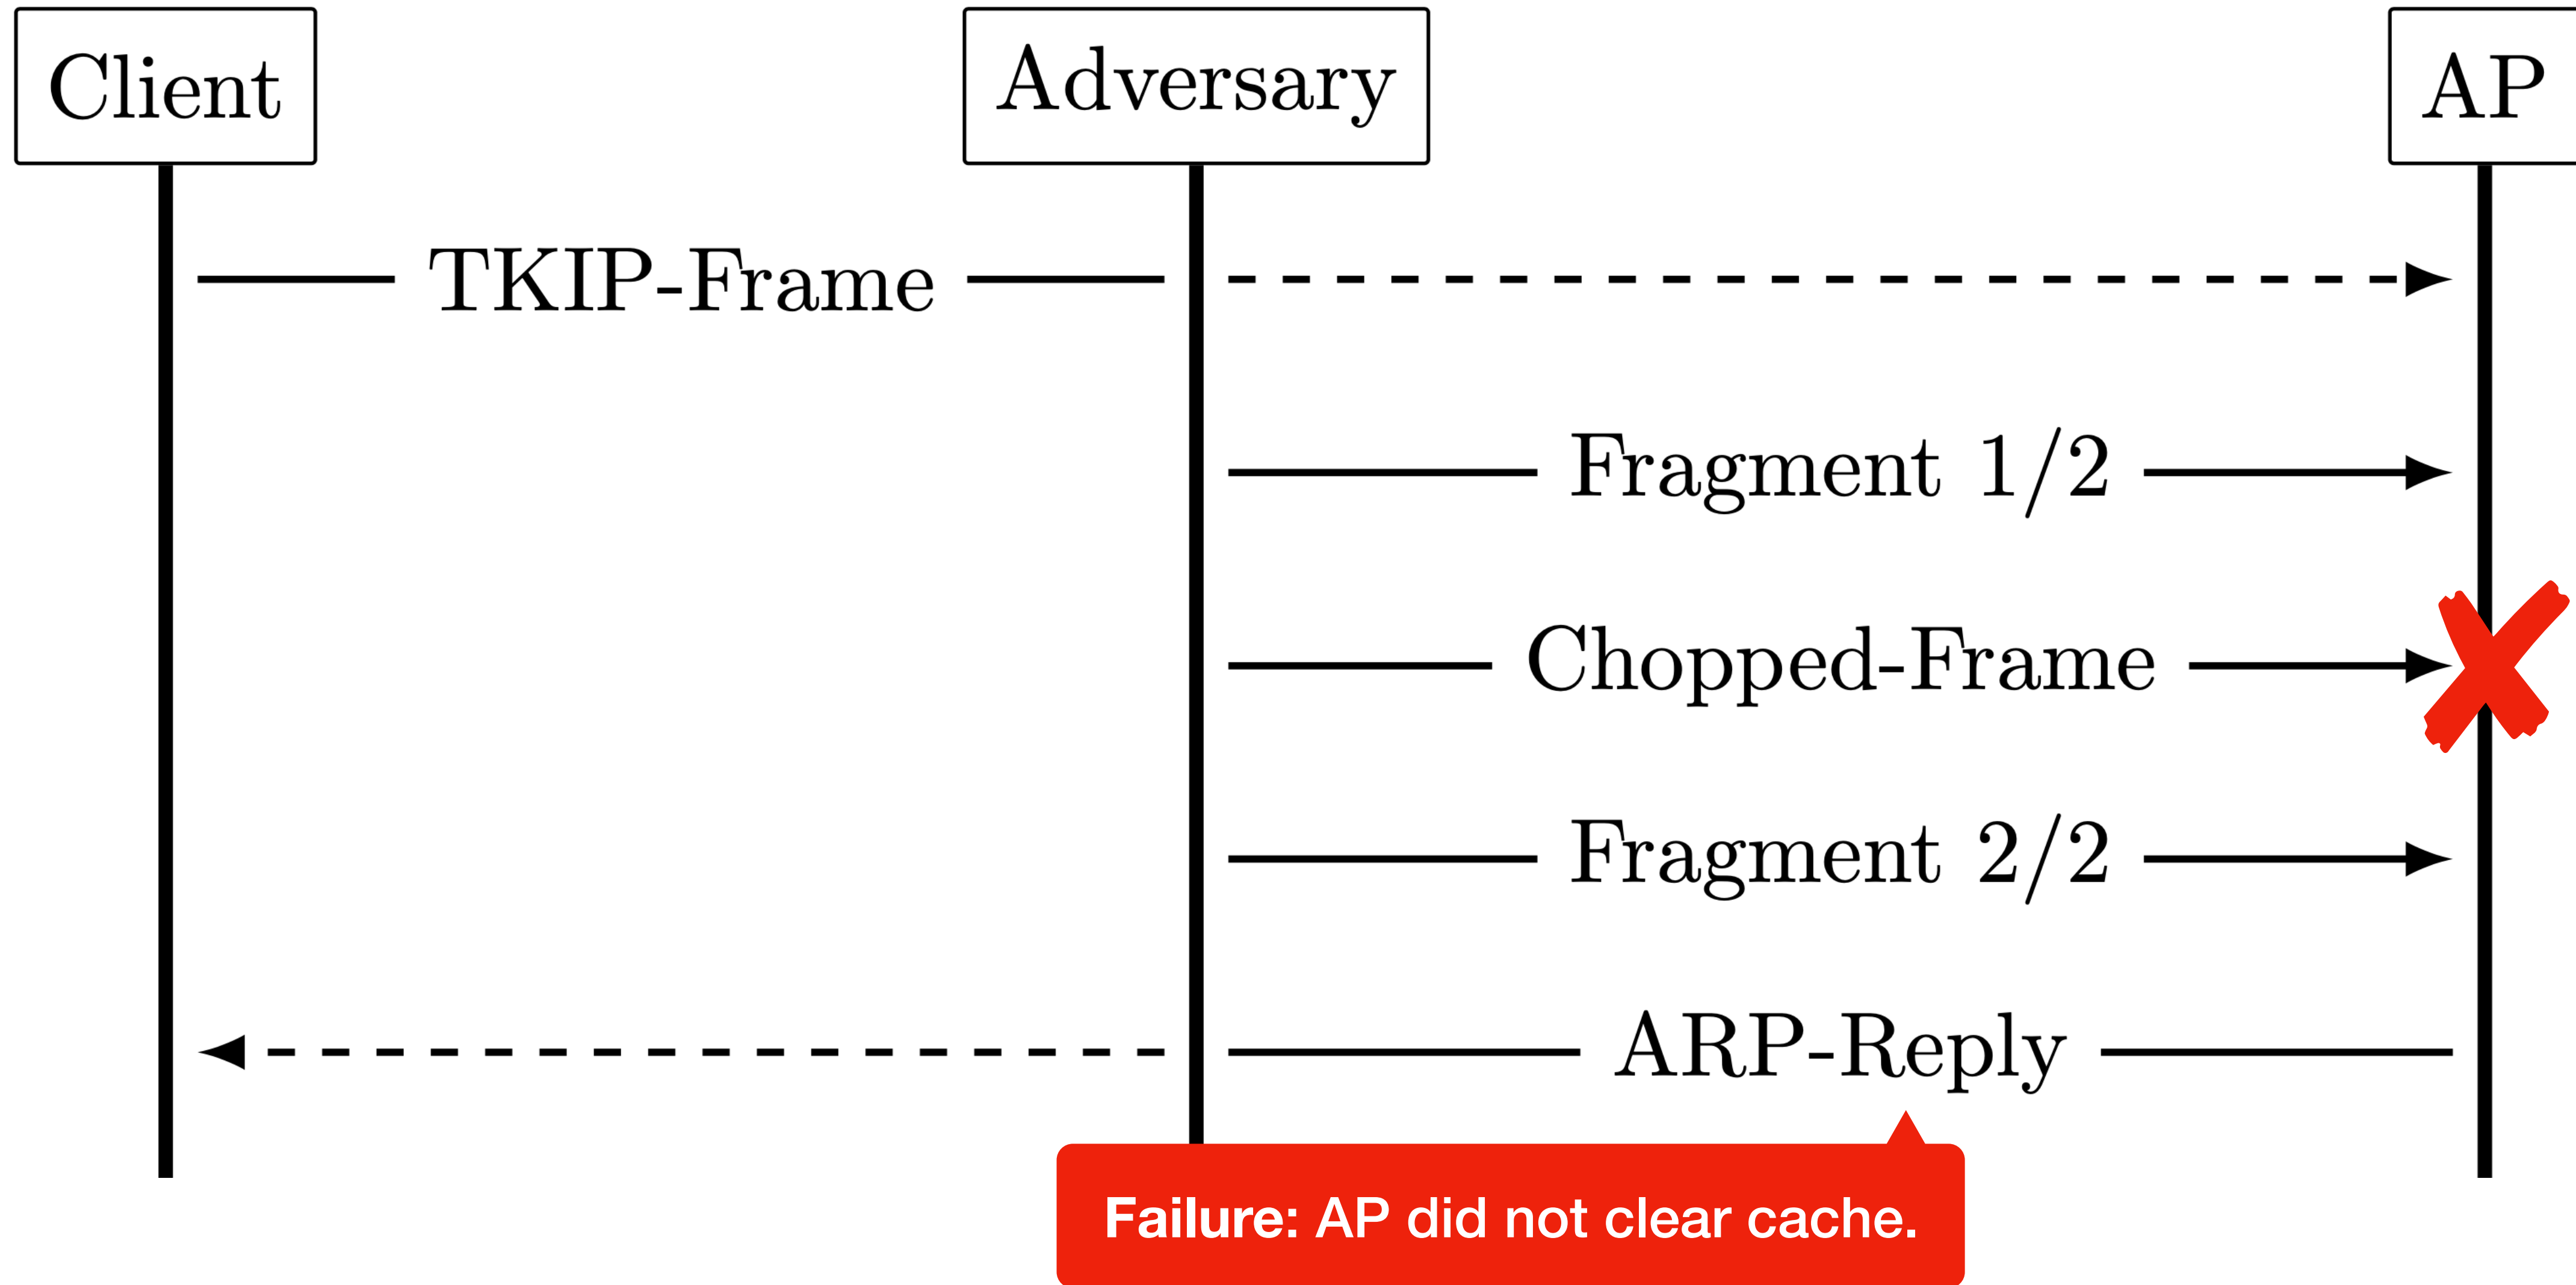 Client
Adversary
AP
TKIP-Frame
Fragment 1/2
Chopped-Frame
Fragment 2/2
ARP-Reply
Failure: AP did not clear cache.